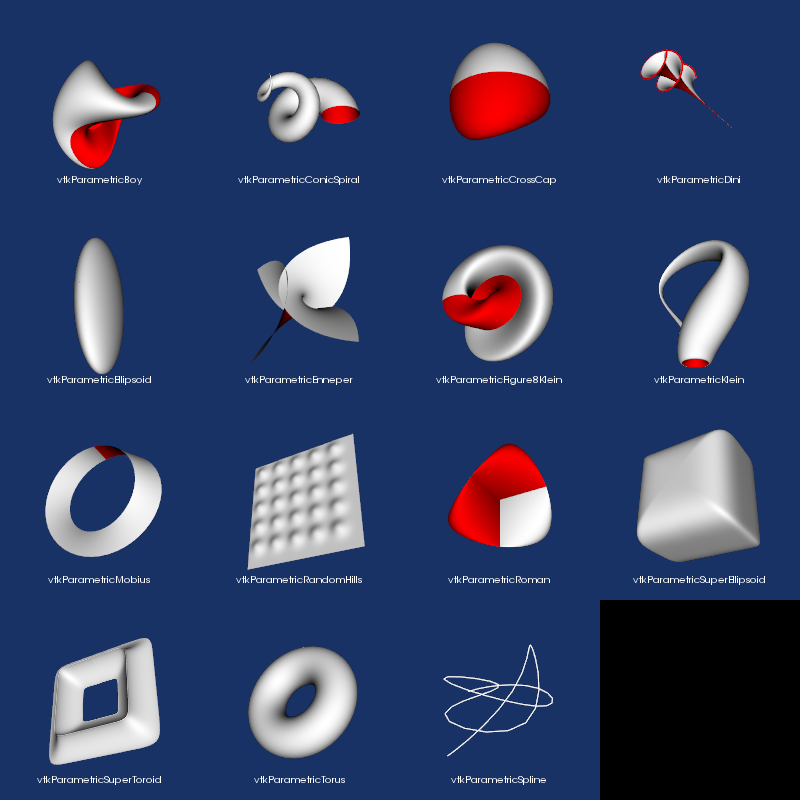 vtkParametricBoy
vtkParametricConicSpiral
vtkParametricCrossCap
vtkParametricDini
vtkParametricEllipsoid
vtkParametricEnneper
vtkParametricFigure8Klein
vtkParametricKlein
vtkParametricMobius
vtkParametricRandomHills
vtkParametricRoman
vtkParametricSuperEllipsoid
vtkParametricSuperToroid
vtkParametricTorus
vtkParametricSpline